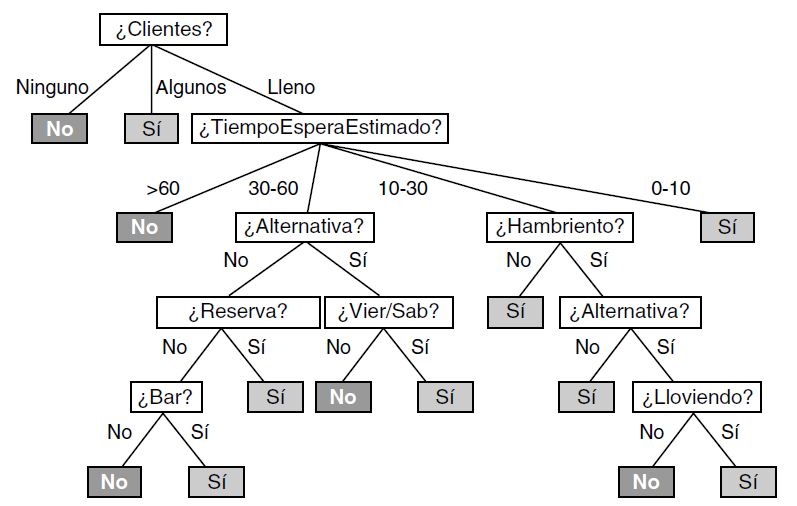 ¿Clientes?
Ninguno Algunos Lleno
No Sí ¿TiempoEsperaEstimado?
>60 30-60 10-30 0-10
No ¿Alternativa? ¿Hambriento? Sí
No Sí No Sí
¿Reserva? ¿Vier/Sab? Sí ¿Alternativa?
No Sí No Sí No Sí
¿Bar? Sí No Sí Sí ¿Lloviendo?
No Sí No Sí
No Sí No Sí